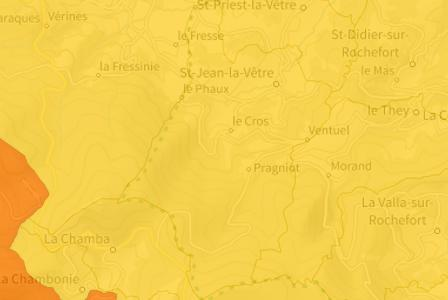 St-Priest-la-Vêtre
araques
Vérines
le Fresse
St-Didier-sur-
Rochefort
la Fressinie
St-Jean-la-Vêtre
le Mas
le Phaux
le They
le Cros
Ventuel
Pragniot
Morand
La Valla-sur-
Rochefort
La Chamba
La Chambonie